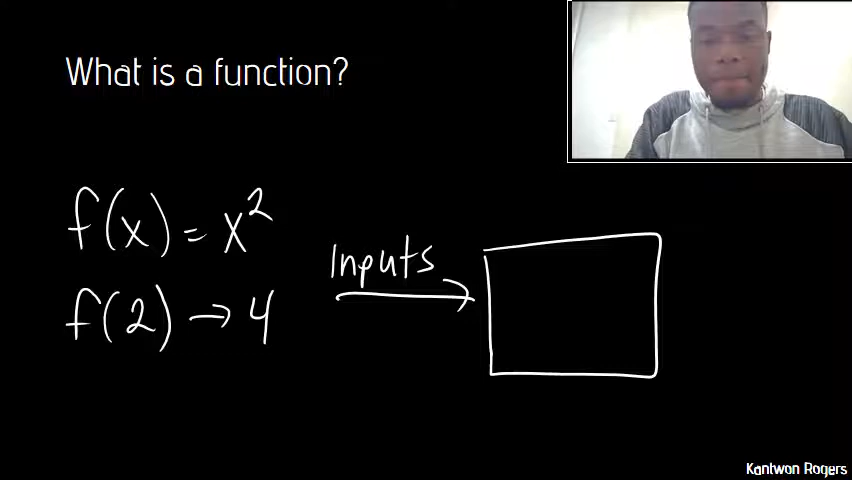 What is a function?
f(x) = x²
Inputs
f(2) → 4
Kantwon Rogers